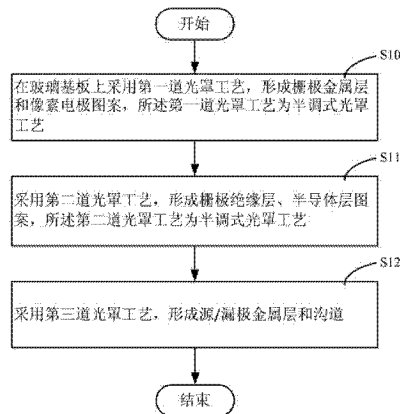 开始
S10
在玻璃基板上采用第一道光罩工艺，形成栅极金属层
和像素电极图案，所述第一道光罩工艺为半调式光罩
工艺
S11
采用第二道光罩工艺，形成栅极绝缘层、半导体层图
案，所述第二道光罩工艺为半调式光罩工艺
S12
采用第三道光罩工艺，形成源/漏极金属层和沟道
结束